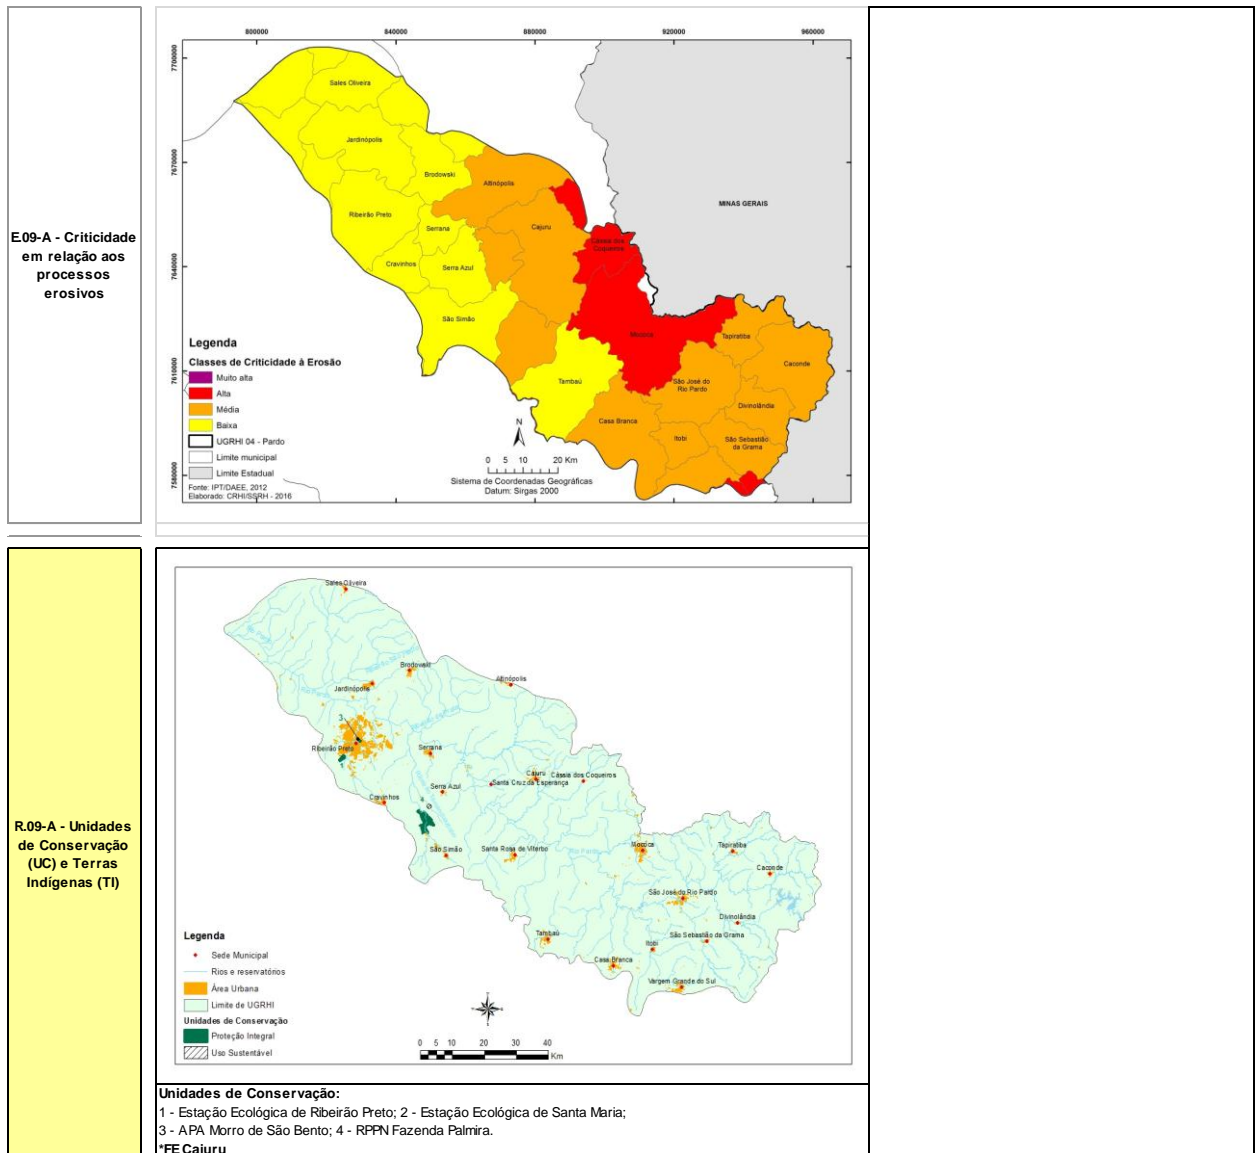 E.09-A - Criticidade
em relação aos
processos
erosivos
800000
840000
880000
920000
960000
7700000
7670000
7640000
7610000
7580000
Sales Oliveira
Jardinópolis
Brodowski
Altinópolis
Ribeirão Preto
Serrana
Cajuru
Cravinhos
Serra Azul
Cássia dos
Coqueiros
MINAS GERAIS
São Simão
Mococa
Tapiratiba
Caconde
Tambaú
São José do
Rio Pardo
Divinolândia
Casa Branca
Itobi
São Sebastião
da Grama
Legenda
Classes de Criticidade à Erosão
Muito alta
Alta
Média
Baixa
UGRHI 04 - Pardo
Limite municipal
Limite Estadual
Fonte: IPT/DAEE, 2012
Elaborado: CRHI/SSRH - 2016
N
0 5 10 20 Km
Sistema de Coordenadas Geográficas
Datum: Sirgas 2000
R.09-A - Unidades
de Conservação
(UC) e Terras
Indígenas (TI)
Sales Oliveira
Rio Pardo
Brodowski
Jardinópolis
Altinópolis
3
Ribeirão Preto
1
Serrana
Cajuru
Cássia dos Coqueiros
Santa Cruz da Esperança
Serra Azul
Cravinhos
4
São Simão
Santa Rosa de Viterbo
Rio Pardo
Mococa
Tapiratiba
Caconde
São José do Rio Pardo
Divinolândia
São Sebastião da Grama
Tambaú
Itobi
Casa Branca
Vargem Grande do Sul
Legenda
Sede Municipal
Rios e reservatórios
Área Urbana
Limite de UGRHI
Unidades de Conservação
Proteção Integral
Uso Sustentável
0 5 10 20 30 40
Km
Unidades de Conservação:
1 - Estação Ecológica de Ribeirão Preto; 2 - Estação Ecológica de Santa Maria;
3 - APA Morro de São Bento; 4 - RPPN Fazenda Palmira.
*FE Cajuru